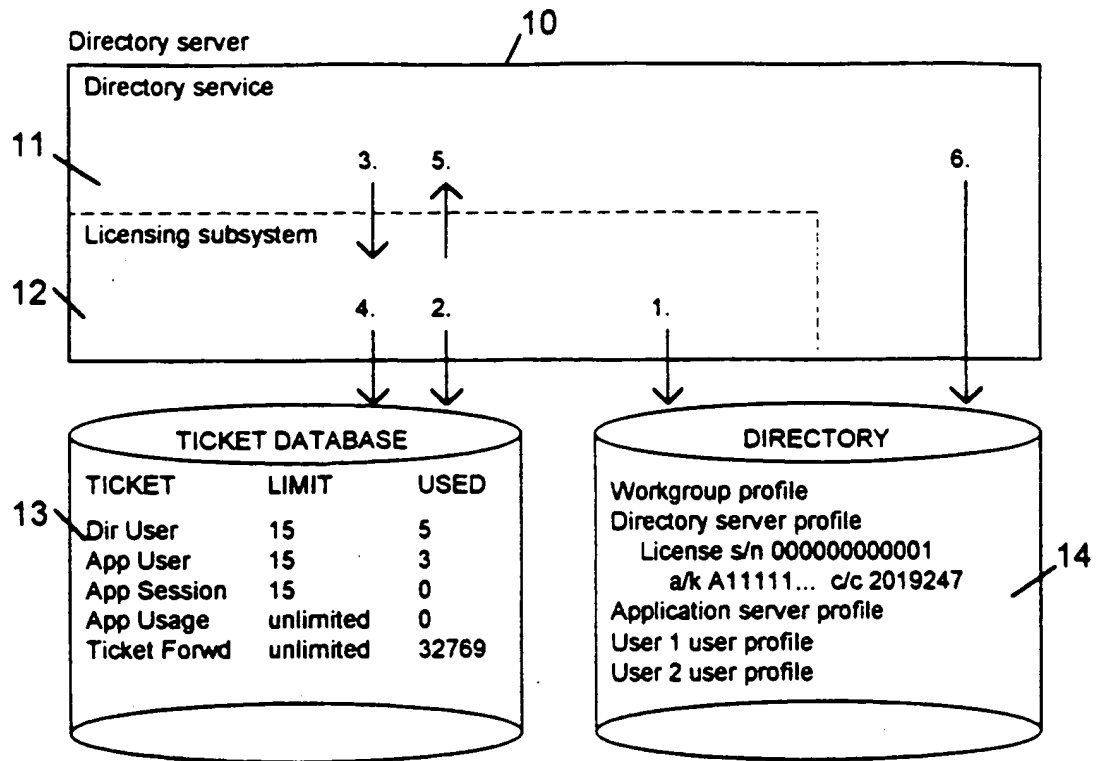 10
Directory server
Directory service
11
3. 5. 6.
Licensing subsystem
12
4. 2. 1.
TICKET DATABASE
TICKET LIMIT USED
13
Dir User 15 5
App User 15 3
App Session 15 0
App Usage unlimited 0
Ticket Forwd unlimited 32769
DIRECTORY
Workgroup profile
Directory server profile
License s/n 000000000001
a/k A11111... c/c 2019247
14
Application server profile
User 1 user profile
User 2 user profile